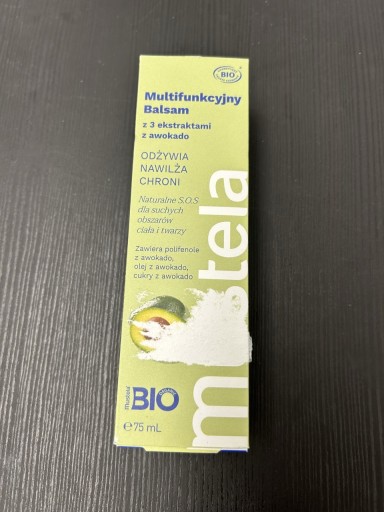 BIO
Multifunkcyjny
Balsam
z 3 ekstraktami
z awokado
ODŻYWIA
NAWILŻA
CHRONI
Naturalne S.O.S
dla suchych
obszarów
ciała i twarzy
Zawiera polifenole
z awokado,
olej z awokado,
cukry z awokado
m tela
mustela
BIO
℮75 mL